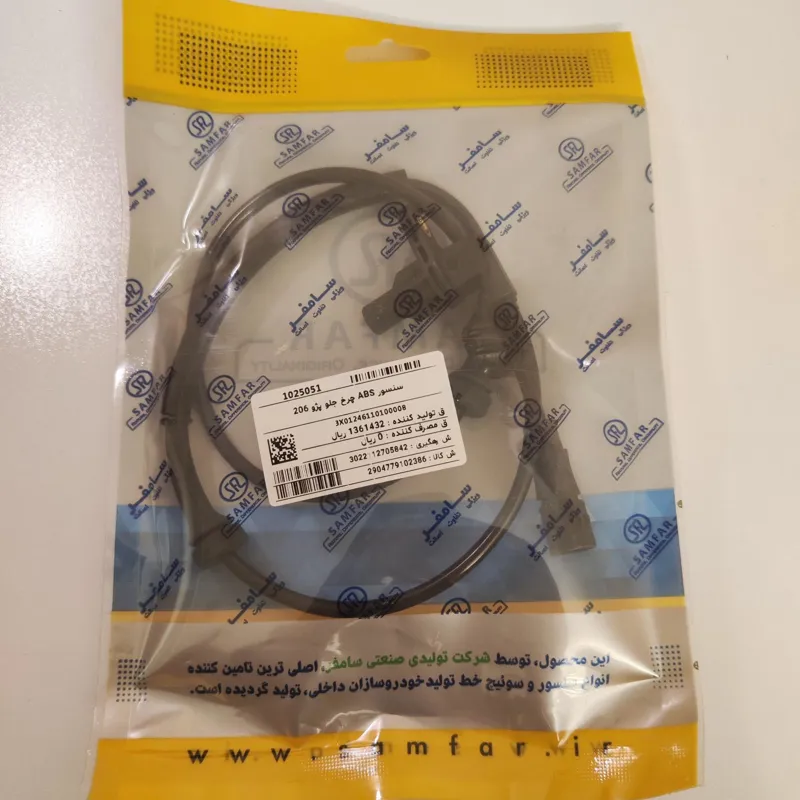 SR
SAMFAR
سامفر
1025051
سنسور ABS چرخ جلو پژو 206
JX01246110100008
ق تولید کننده : 1361432 ریال
ق مصرف کننده : 0 ریال
ش رهگیری : 12705842 3022
ش کالا : 2904779102386
این محصول، توسط شرکت تولیدی صنعتی سامفر، اصلی ترین تامین کننده
انواع سنسور و سوئیچ خط تولید خودروسازان داخلی، تولید گردیده است.
www.samfar.ir